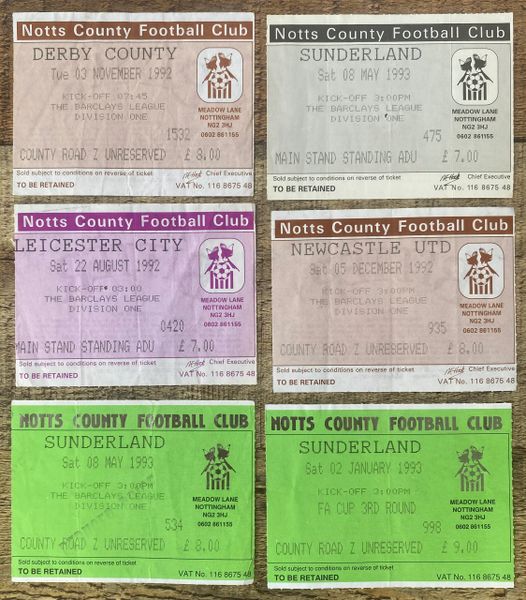 Notts County Football Club
DERBY COUNTY
Tue 03 NOVEMBER 1992
KICK-OFF 07:45
THE BARCLAYS LEAGUE
DIVISION ONE
MEADOW LANE
NOTTINGHAM
NG2 3HJ
0602 861155
1532
COUNTY ROAD Z UNRESERVED £ 8.00
Sold subject to conditions on reverse of ticket
Chief Executive
TO BE RETAINED
VAT No. 116 8675 48
Notts County Football Club
SUNDERLAND
Sat 08 MAY 1993
KICK-OFF 3:00PM
THE BARCLAYS LEAGUE
DIVISION ONE
MEADOW LANE
NOTTINGHAM
NG2 3HJ
0602 861155
475
MAIN STAND STANDING ADU £ 7.00
Sold subject to conditions on reverse of ticket
Chief Executive
TO BE RETAINED
VAT No. 116 8675 48
Notts County Football Club
LEICESTER CITY
Sat 22 AUGUST 1992
KICK-OFF 03:00
THE BARCLAYS LEAGUE
DIVISION ONE
MEADOW LANE
NOTTINGHAM
NG2 3HJ
0602 861155
0420
MAIN STAND STANDING ADU £ 7.00
Sold subject to conditions on reverse of ticket
Chief Executive
TO BE RETAINED
VAT No. 116 8675 48
Notts County Football Club
NEWCASTLE UTD
Sat 05 DECEMBER 1992
KICK-OFF 3:00PM
THE BARCLAYS LEAGUE
DIVISION ONE
MEADOW LANE
NOTTINGHAM
NG2 3HJ
0602 861155
935
COUNTY ROAD Z UNRESERVED £ 8.00
Sold subject to conditions on reverse of ticket
Chief Executive
TO BE RETAINED
VAT No. 116 8675 48
NOTTS COUNTY FOOTBALL CLUB
SUNDERLAND
Sat 08 MAY 1993
KICK-OFF 3:00PM
THE BARCLAYS LEAGUE
DIVISION ONE
MEADOW LANE
NOTTINGHAM
NG2 3HJ
0602 861155
534
COUNTY ROAD Z UNRESERVED £ 8.00
Sold subject to conditions on reverse of ticket
TO BE RETAINED
VAT No. 116 8675 48
NOTTS COUNTY FOOTBALL CLUB
SUNDERLAND
Sat 02 JANUARY 1993
KICK-OFF 3:00PM
FA CUP 3RD ROUND
MEADOW LANE
NOTTINGHAM
NG2 3HJ
0602 861155
998
COUNTY ROAD Z UNRESERVED £ 9.00
Sold subject to conditions on reverse of ticket
TO BE RETAINED
VAT No. 116 8675 48